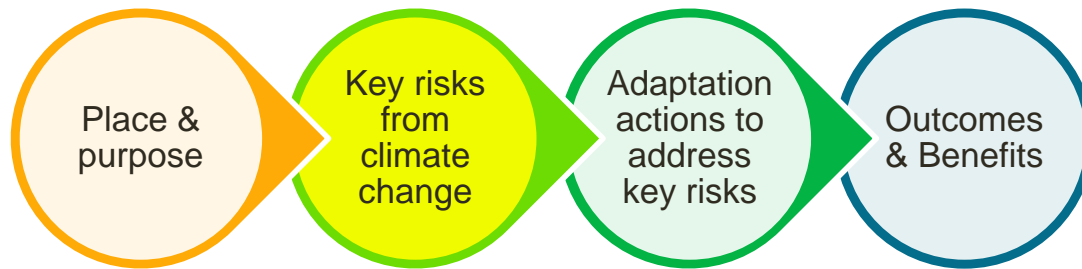 Place &
purpose
Key risks
from
climate
change
Adaptation
actions to
address
key risks
Outcomes
& Benefits